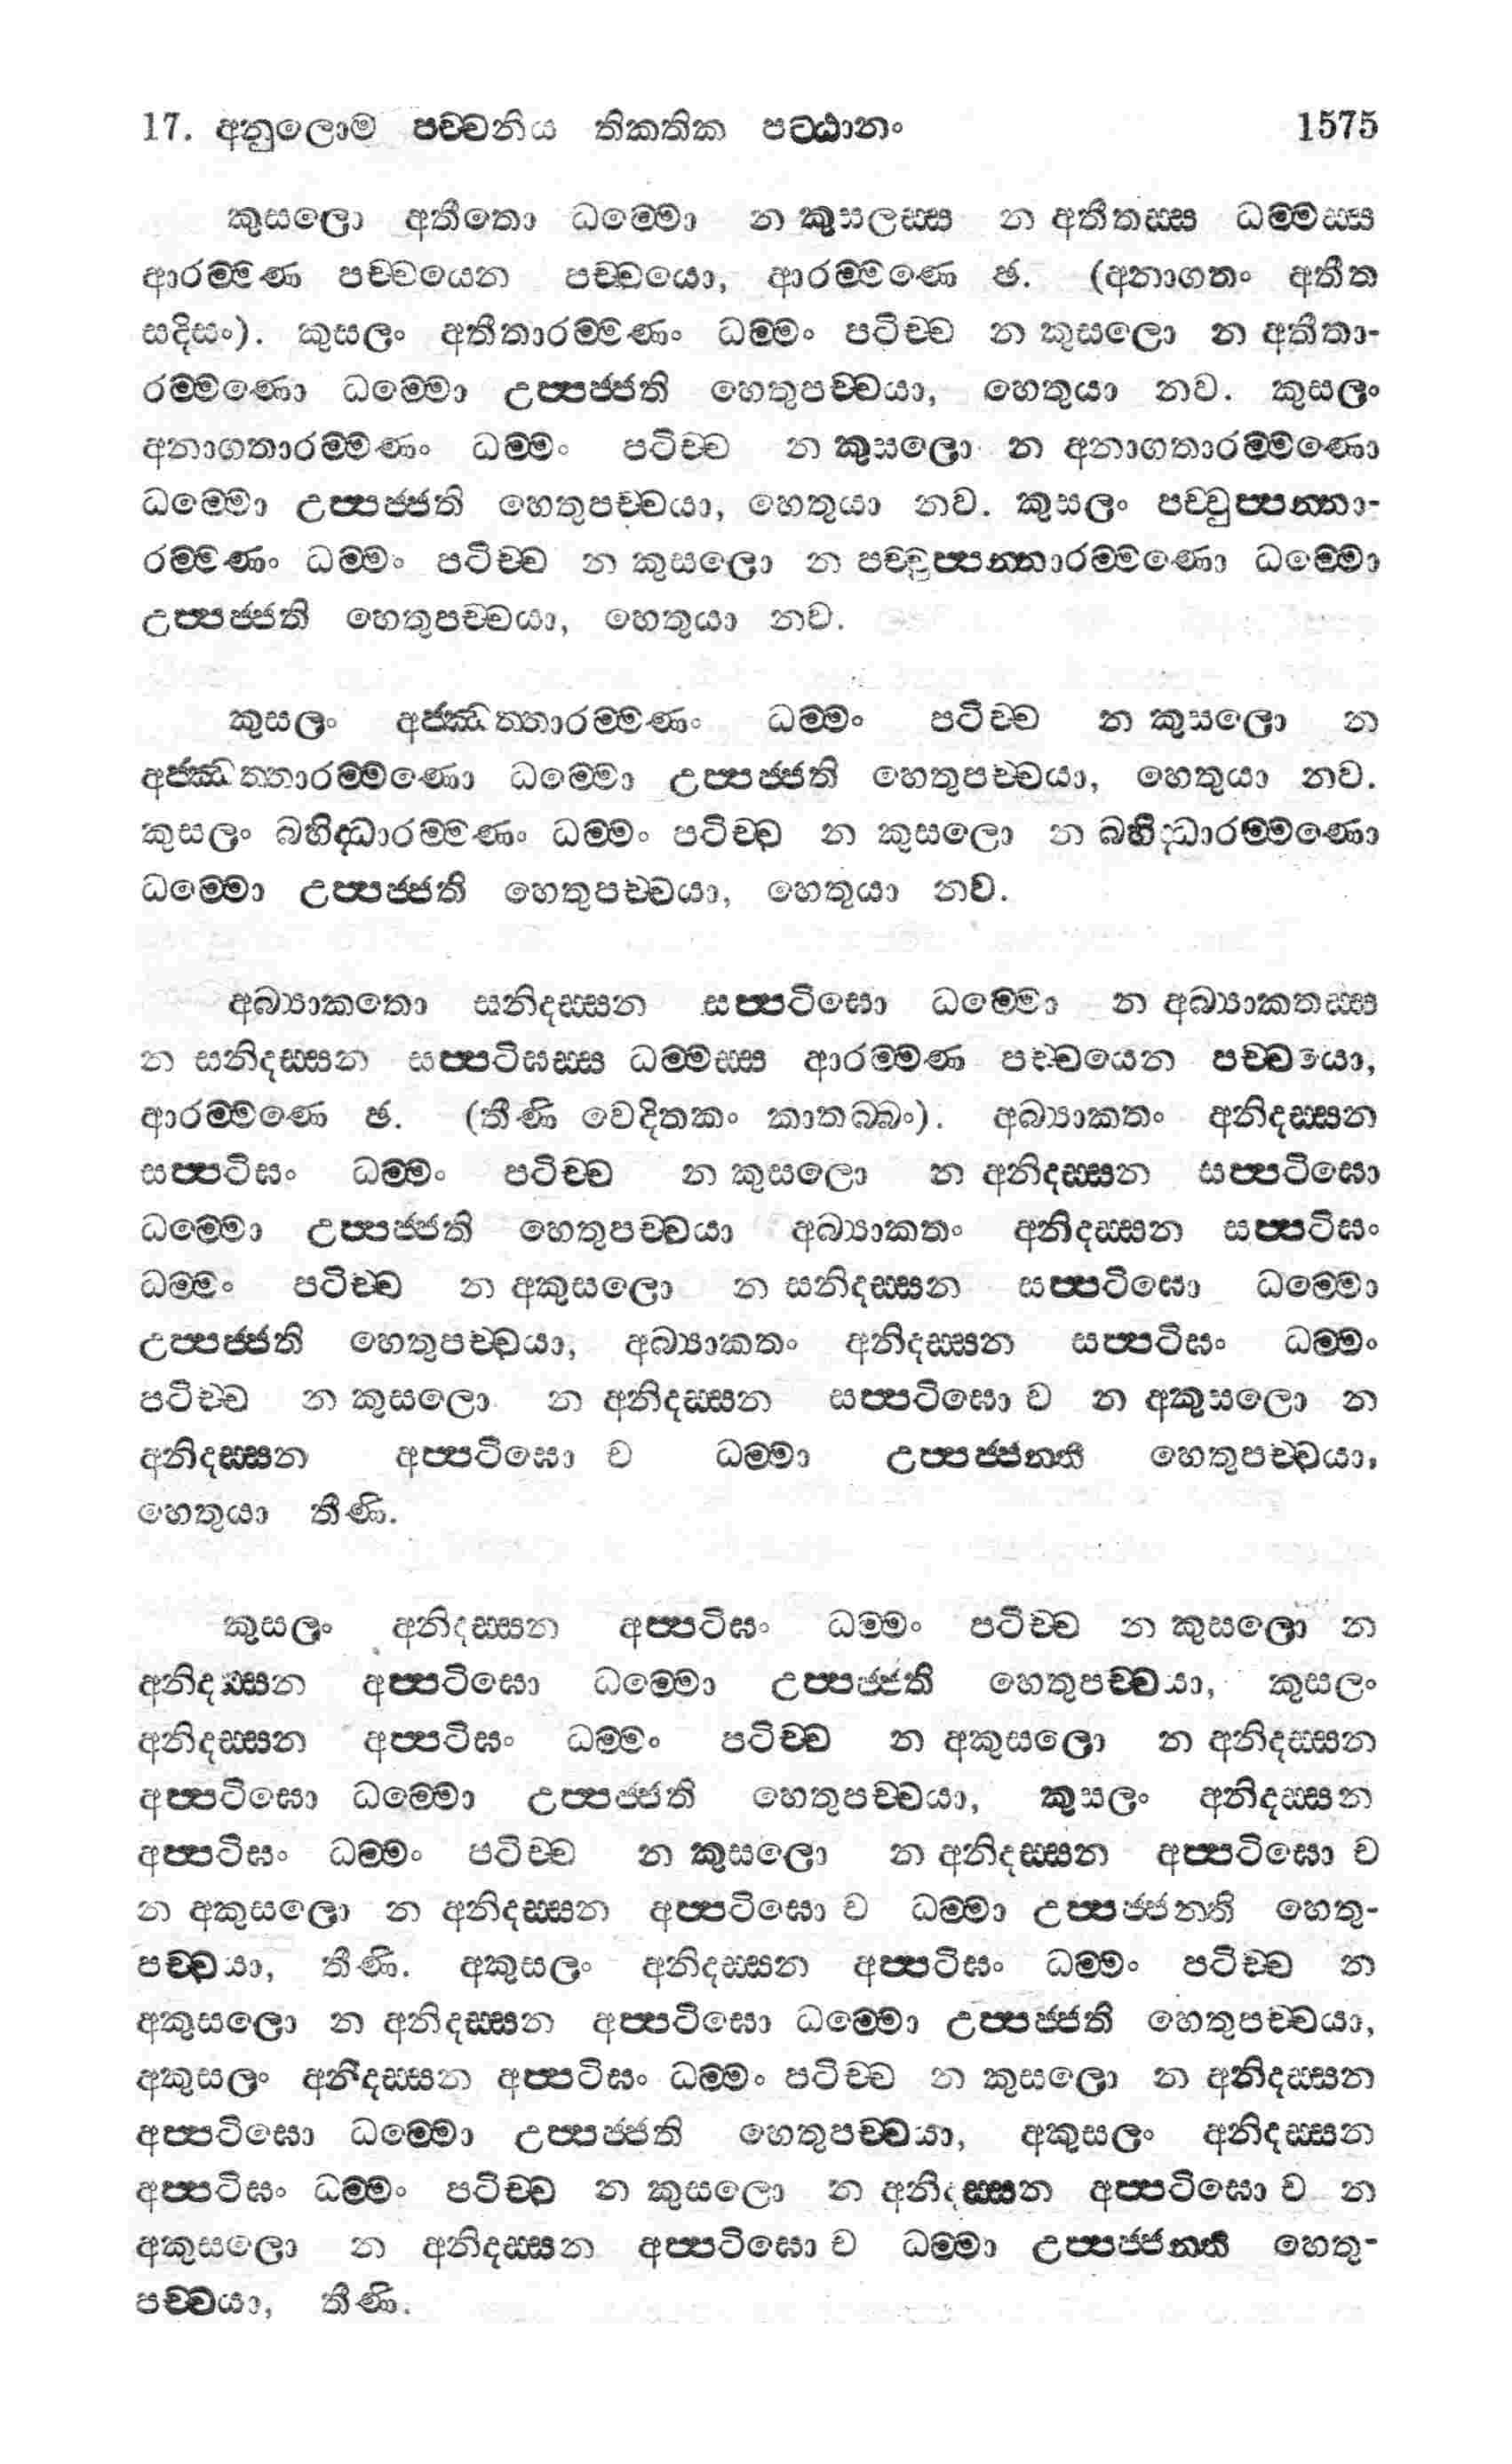 17. අනුලොම පච්චනිය තිකතික පට්ඨානං 1575
කුසලො අතීතො ධම්මො න කුසලස්ස න අතීතස්ස ධම්මස්ස
ආරම්මණ පච්චයෙන පච්චයො, ආරම්මණෙ ඡ. (අනාගතං අතීත
සදිසං). කුසලං අතීතාරම්මණං ධම්මං පටිච්ච න කුසලො න අතීතා-
රම්මණො ධම්මො උප්පජ්ජති හෙතුපච්චයා, හෙතුයා නව. කුසලං
අනාගතාරම්මණං ධම්මං පටිච්ච න කුසලො න අනාගතාරම්මණො
ධම්මො උප්පජ්ජති හෙතුපච්චයා, හෙතුයා නව. කුසලං පච්චුප්පන්නා-
රම්මණං ධම්මං පටිච්ච න කුසලො න පච්චුප්පන්නාරම්මණො ධම්මො
උප්පජ්ජති හෙතුපච්චයා, හෙතුයා නව.
කුසලං අජ්ඣත්තාරම්මණං ධම්මං පටිච්ච න කුසලො න
අජ්ඣත්තාරම්මණො ධම්මො උප්පජ්ජති හෙතුපච්චයා, හෙතුයා නව.
කුසලං බහිද්ධාරම්මණං ධම්මං පටිච්ච න කුසලො න බහිද්ධාරම්මණො
ධම්මො උප්පජ්ජති හෙතුපච්චයා, හෙතුයා නව.
අබ්‍යාකතො සනිදස්සන සප්පටිඝො ධම්මො න අබ්‍යාකතස්ස
න සනිදස්සන සප්පටිඝස්ස ධම්මස්ස ආරම්මණ පච්චයෙන පච්චයො,
ආරම්මණෙ ඡ. (තීණි වෙදිතකං කාතබ්බං). අබ්‍යාකතං අනිදස්සන
සප්පටිඝං ධම්මං පටිච්ච න කුසලො න අනිදස්සන සප්පටිඝො
ධම්මො උප්පජ්ජති හෙතුපච්චයා අබ්‍යාකතං අනිදස්සන සප්පටිඝං
ධම්මං පටිච්ච න අකුසලො න සනිදස්සන සප්පටිඝො ධම්මො
උප්පජ්ජති හෙතුපච්චයා, අබ්‍යාකතං අනිදස්සන සප්පටිඝං ධම්මං
පටිච්ච න කුසලො න අනිදස්සන සප්පටිඝො ච න අකුසලො න
අනිදස්සන අප්පටිඝො ච ධම්මා උප්පජ්ජන්ති හෙතුපච්චයා,
හෙතුයා තීණි.
කුසලං අනිදස්සන අප්පටිඝං ධම්මං පටිච්ච න කුසලො න
අනිදස්සන අප්පටිඝො ධම්මො උප්පජ්ජති හෙතුපච්චයා, කුසලං
අනිදස්සන අප්පටිඝං ධම්මං පටිච්ච න අකුසලො න අනිදස්සන
අප්පටිඝො ධම්මො උප්පජ්ජති හෙතුපච්චයා, කුසලං අනිදස්සන
අප්පටිඝං ධම්මං පටිච්ච න කුසලො න අනිදස්සන අප්පටිඝො ච
න අකුසලො න අනිදස්සන අප්පටිඝො ච ධම්මා උප්පජ්ජන්ති හෙතු-
පච්චයා, තීණි. අකුසලං අනිදස්සන අප්පටිඝං ධම්මං පටිච්ච න
අකුසලො න අනිදස්සන අප්පටිඝො ධම්මො උප්පජ්ජති හෙතුපච්චයා,
අකුසලං අනිදස්සන අප්පටිඝං ධම්මං පටිච්ච න කුසලො න අනිදස්සන
අප්පටිඝො ධම්මො උප්පජ්ජති හෙතුපච්චයා, අකුසලං අනිදස්සන
අප්පටිඝං ධම්මං පටිච්ච න කුසලො න අනිදස්සන අප්පටිඝො ච න
අකුසලො න අනිදස්සන අප්පටිඝො ච ධම්මා උප්පජ්ජන්ති හෙතු-
පච්චයා, තීණි.